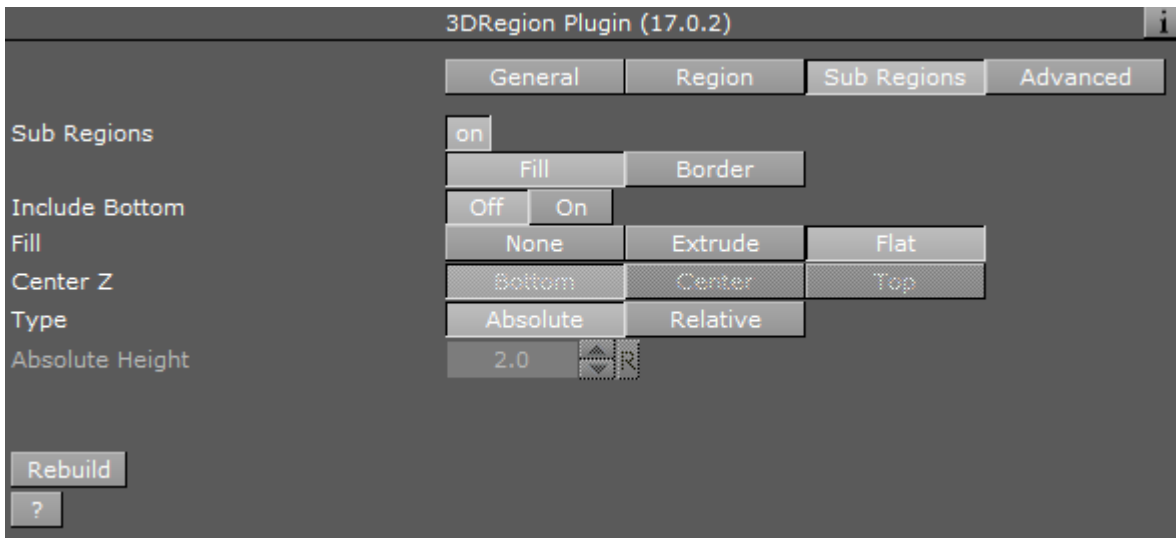 3DRegion Plugin (17.0.2) i
General Region Sub Regions Advanced
Sub Regions on
Fill Border
Include Bottom Off On
Fill None Extrude Flat
Center Z Bottom Center Top
Type Absolute Relative
Absolute Height 2.0 R
Rebuild
?